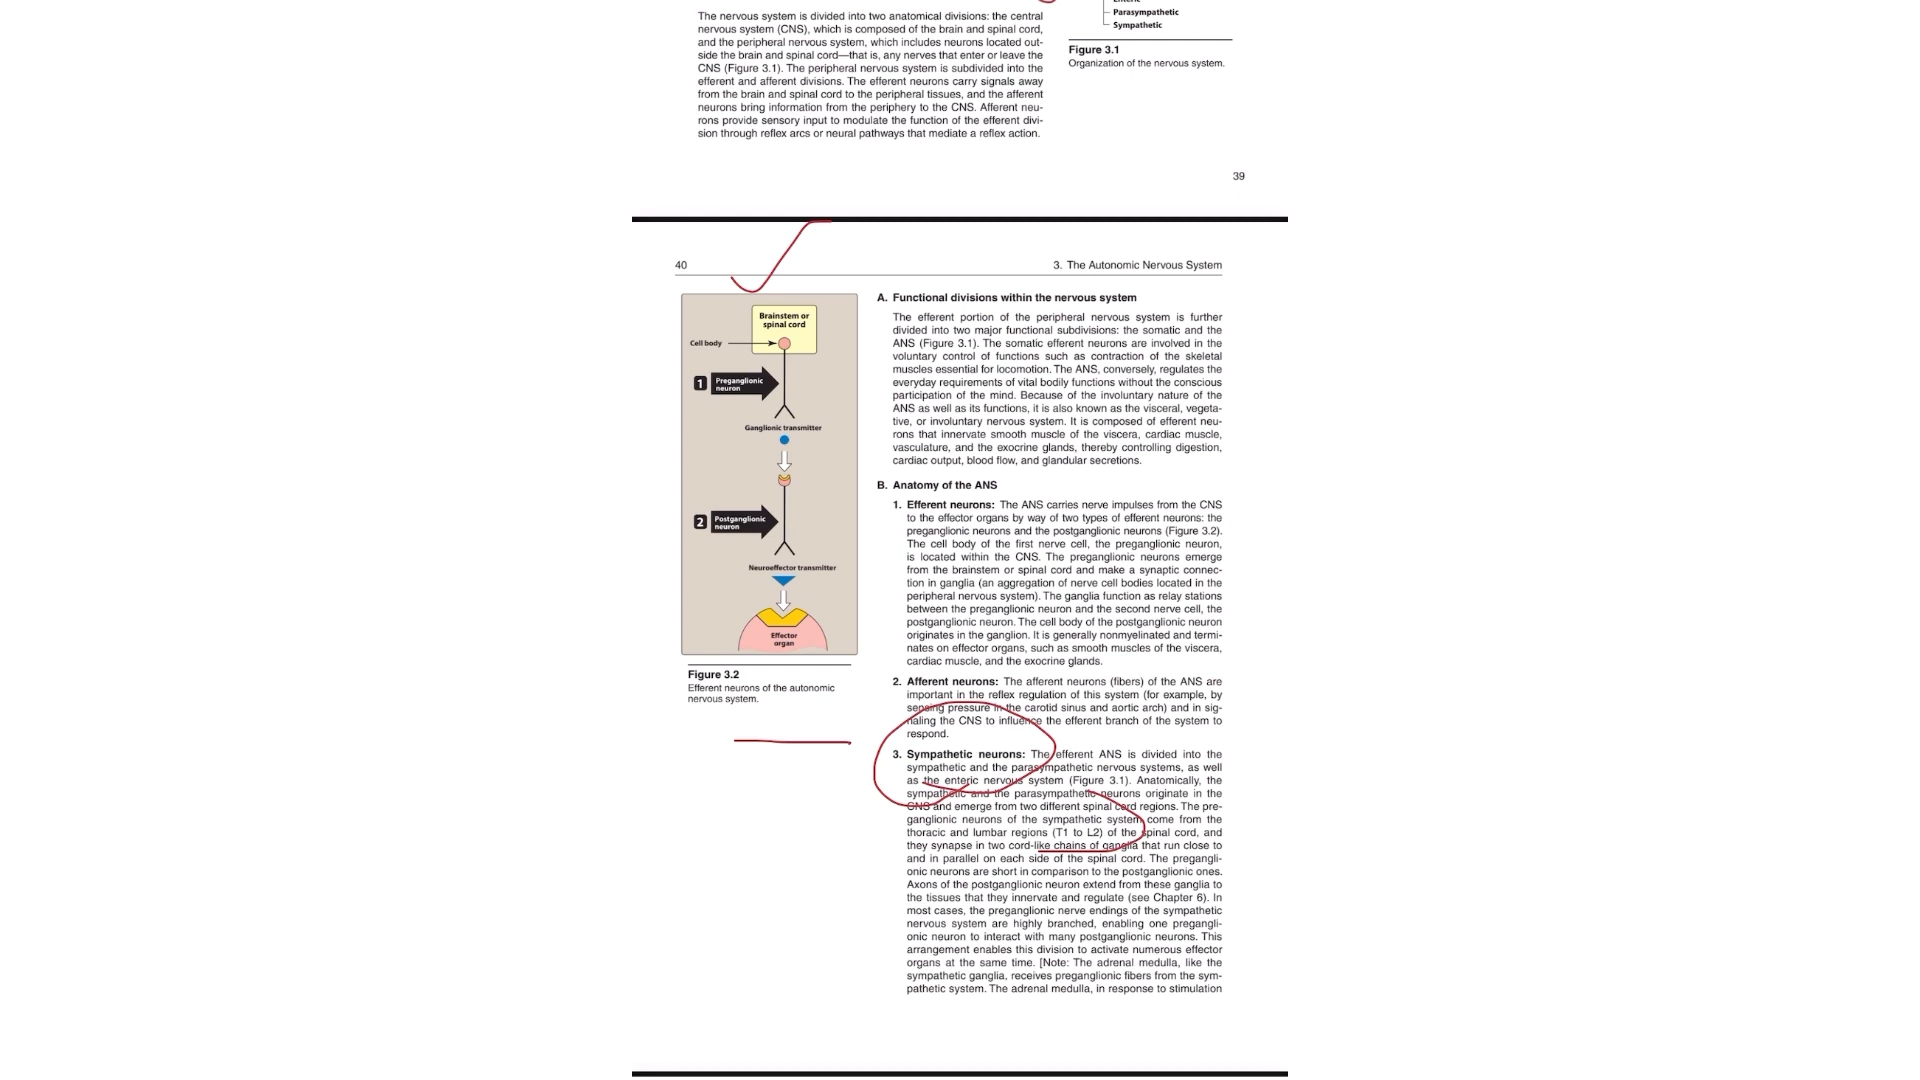 The nervous system is divided into two anatomical divisions: the central
nervous system (CNS), which is composed of the brain and spinal cord,
and the peripheral nervous system, which includes neurons located out-
side the brain and spinal cord—that is, any nerves that enter or leave the
CNS (Figure 3.1). The peripheral nervous system is subdivided into the
efferent and afferent divisions. The efferent neurons carry signals away
from the brain and spinal cord to the peripheral tissues, and the afferent
neurons bring information from the periphery to the CNS. Afferent neu-
rons provide sensory input to modulate the function of the efferent divi-
sion through reflex arcs or neural pathways that mediate a reflex action.
Enteric
Parasympathetic
Sympathetic
Figure 3.1
Organization of the nervous system.
39
40
3. The Autonomic Nervous System
Brainstem or
spinal cord
Cell body
1
Preganglionic
neuron
Ganglionic transmitter
2
Postganglionic
neuron
Neuroeffector transmitter
Effector
organ
Figure 3.2
Efferent neurons of the autonomic
nervous system.
A. Functional divisions within the nervous system
The efferent portion of the peripheral nervous system is further
divided into two major functional subdivisions: the somatic and the
ANS (Figure 3.1). The somatic efferent neurons are involved in the
voluntary control of functions such as contraction of the skeletal
muscles essential for locomotion. The ANS, conversely, regulates the
everyday requirements of vital bodily functions without the conscious
participation of the mind. Because of the involuntary nature of the
ANS as well as its functions, it is also known as the visceral, vegeta-
tive, or involuntary nervous system. It is composed of efferent neu-
rons that innervate smooth muscle of the viscera, cardiac muscle,
vasculature, and the exocrine glands, thereby controlling digestion,
cardiac output, blood flow, and glandular secretions.
B. Anatomy of the ANS
1. Efferent neurons: The ANS carries nerve impulses from the CNS
to the effector organs by way of two types of efferent neurons: the
preganglionic neurons and the postganglionic neurons (Figure 3.2).
The cell body of the first nerve cell, the preganglionic neuron,
is located within the CNS. The preganglionic neurons emerge
from the brainstem or spinal cord and make a synaptic connec-
tion in ganglia (an aggregation of nerve cell bodies located in the
peripheral nervous system). The ganglia function as relay stations
between the preganglionic neuron and the second nerve cell, the
postganglionic neuron. The cell body of the postganglionic neuron
originates in the ganglion. It is generally nonmyelinated and termi-
nates on effector organs, such as smooth muscles of the viscera,
cardiac muscle, and the exocrine glands.
2. Afferent neurons: The afferent neurons (fibers) of the ANS are
important in the reflex regulation of this system (for example, by
sensing pressure in the carotid sinus and aortic arch) and in sig-
naling the CNS to influence the efferent branch of the system to
respond.
3. Sympathetic neurons: The efferent ANS is divided into the
sympathetic and the parasympathetic nervous systems, as well
as the enteric nervous system (Figure 3.1). Anatomically, the
sympathetic and the parasympathetic neurons originate in the
CNS and emerge from two different spinal cord regions. The pre-
ganglionic neurons of the sympathetic system come from the
thoracic and lumbar regions (T1 to L2) of the spinal cord, and
they synapse in two cord-like chains of ganglia that run close to
and in parallel on each side of the spinal cord. The pregangli-
onic neurons are short in comparison to the postganglionic ones.
Axons of the postganglionic neuron extend from these ganglia to
the tissues that they innervate and regulate (see Chapter 6). In
most cases, the preganglionic nerve endings of the sympathetic
nervous system are highly branched, enabling one pregangli-
onic neuron to interact with many postganglionic neurons. This
arrangement enables this division to activate numerous effector
organs at the same time. [Note: The adrenal medulla, like the
sympathetic ganglia, receives preganglionic fibers from the sym-
pathetic system. The adrenal medulla, in response to stimulation